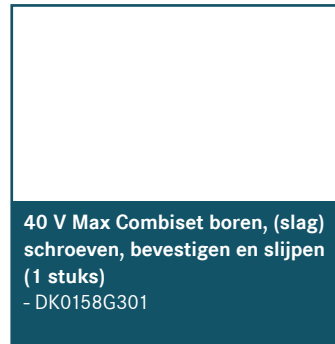 40 V Max Combiset boren, (slag)
schroeven, bevestigen en slijpen
(1 stuks)
- DK0158G301